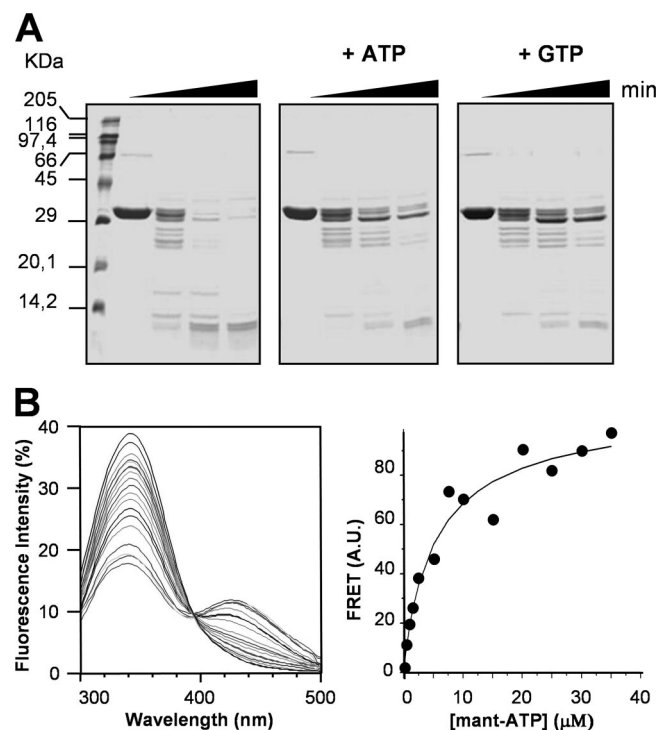 A
KDa
+ ATP
+ GTP
min
205
116
97,4
66
45
29
20,1
14,2
B
Fluorescence Intensity (%)
40
30
20
10
0
300
400
500
Wavelength (nm)
FRET (A.U.)
80
60
40
20
0
0
10
20
30
40
[mant-ATP] (μM)